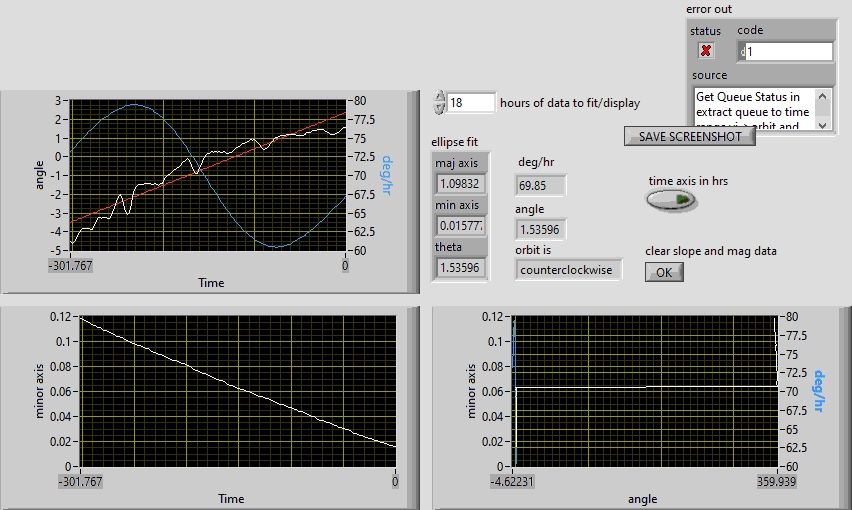 error out
status
code
d1
source
Get Queue Status in
extract queue to time
SAVE SCREENSHOT
18
hours of data to fit/display
3
2
1
0
-1
-2
-3
-4
-5
angle
80
77.5
75
72.5
70
67.5
65
62.5
60
deg/hr
-301.767
0
Time
ellipse fit
maj axis
1.09832
min axis
0.01577
theta
1.53596
deg/hr
69.85
angle
1.53596
orbit is
counterclockwise
time axis in hrs
clear slope and mag data
OK
0.12
0.1
0.08
0.06
0.04
0.02
0
minor axis
-301.767
0
Time
0.12
0.1
0.08
0.06
0.04
0.02
0
minor axis
80
77.5
75
72.5
70
67.5
65
62.5
60
deg/hr
-4.62231
359.939
angle